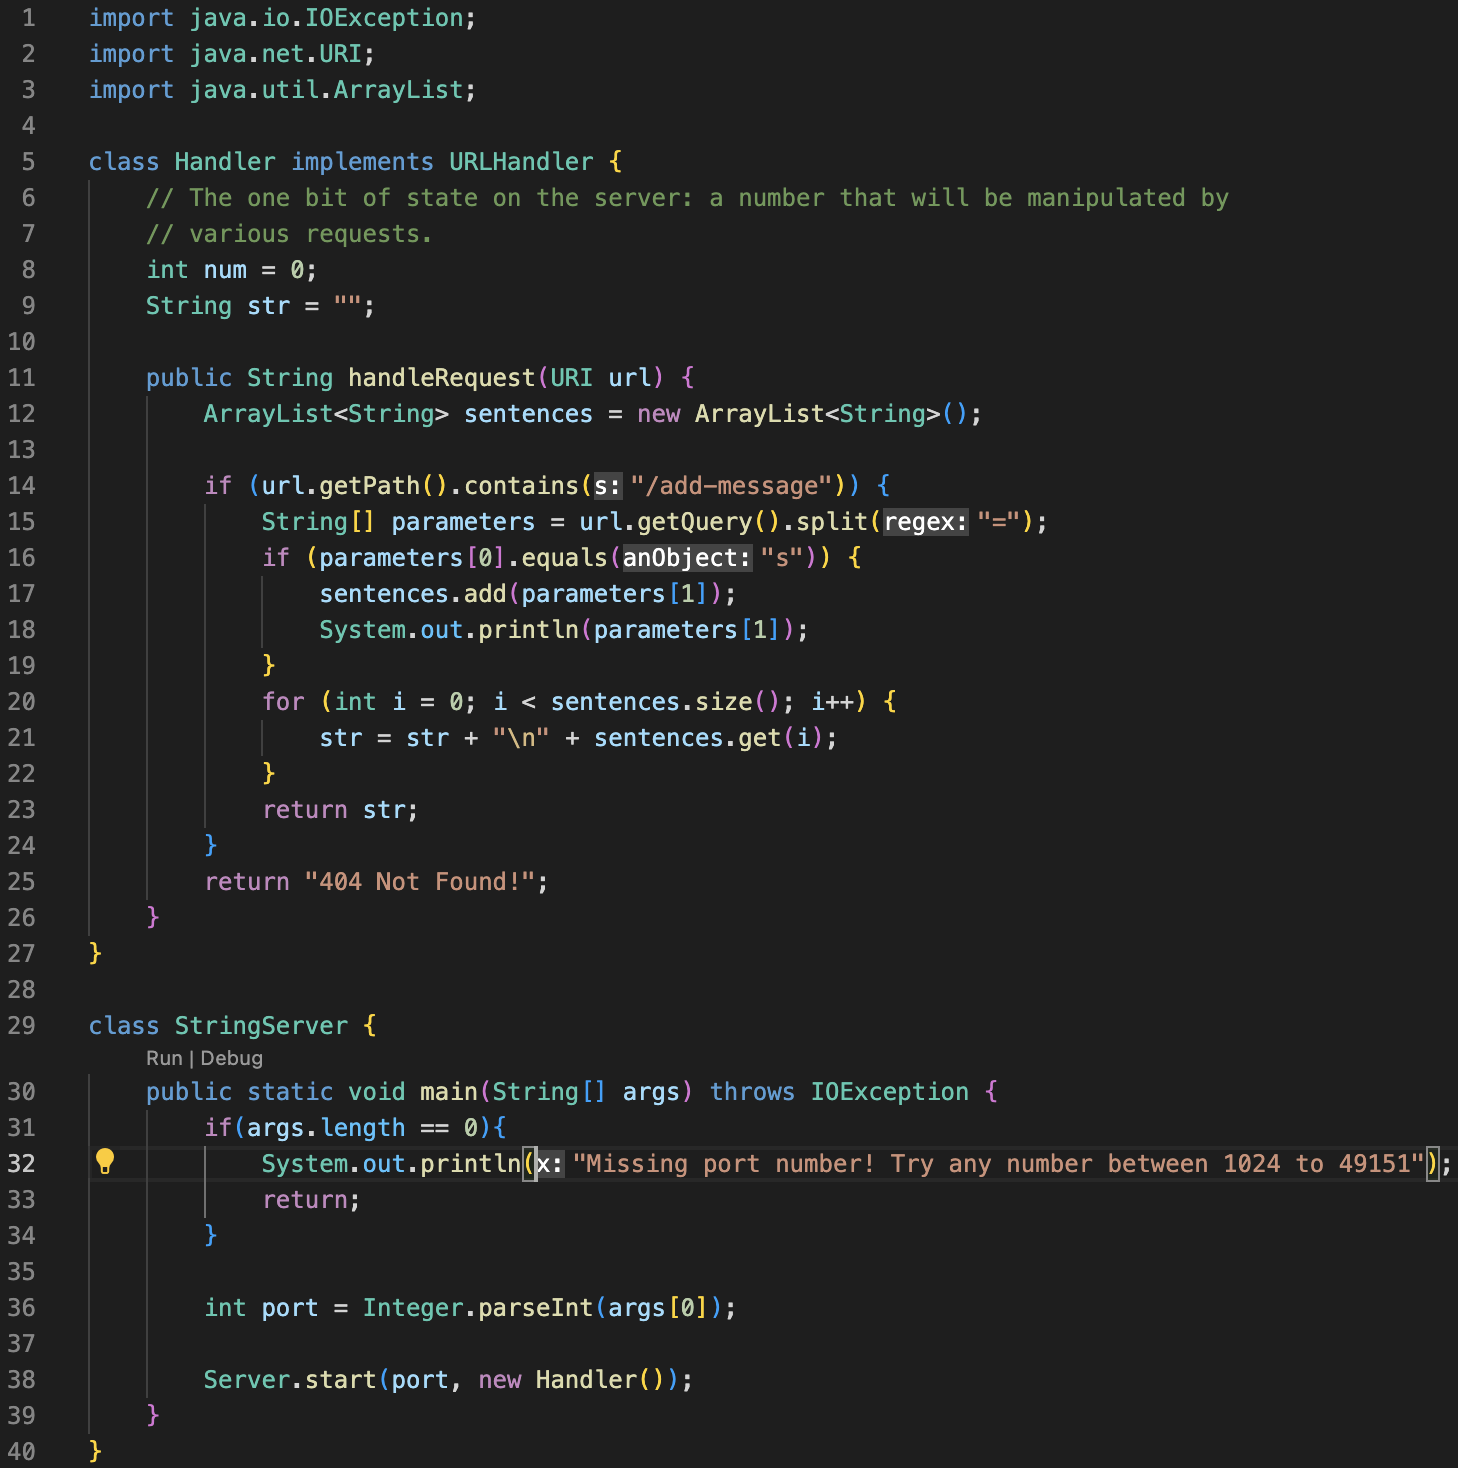 1 import java.io.IOException;
2 import java.net.URI;
3 import java.util.ArrayList;
4
5 class Handler implements URLHandler {
6     // The one bit of state on the server: a number that will be manipulated by
7     // various requests.
8     int num = 0;
9     String str = "";
10
11     public String handleRequest(URI url) {
12         ArrayList<String> sentences = new ArrayList<String>();
13
14         if (url.getPath().contains(s: "/add-message")) {
15             String[] parameters = url.getQuery().split(regex: "=");
16             if (parameters[0].equals(anObject: "s")) {
17                 sentences.add(parameters[1]);
18                 System.out.println(parameters[1]);
19             }
20             for (int i = 0; i < sentences.size(); i++) {
21                 str = str + "\n" + sentences.get(i);
22             }
23             return str;
24         }
25         return "404 Not Found!";
26     }
27 }
28
29 class StringServer {
Run | Debug
30     public static void main(String[] args) throws IOException {
31         if(args.length == 0){
32             System.out.println(x: "Missing port number! Try any number between 1024 to 49151");
33             return;
34         }
35
36         int port = Integer.parseInt(args[0]);
37
38         Server.start(port, new Handler());
39     }
40 }